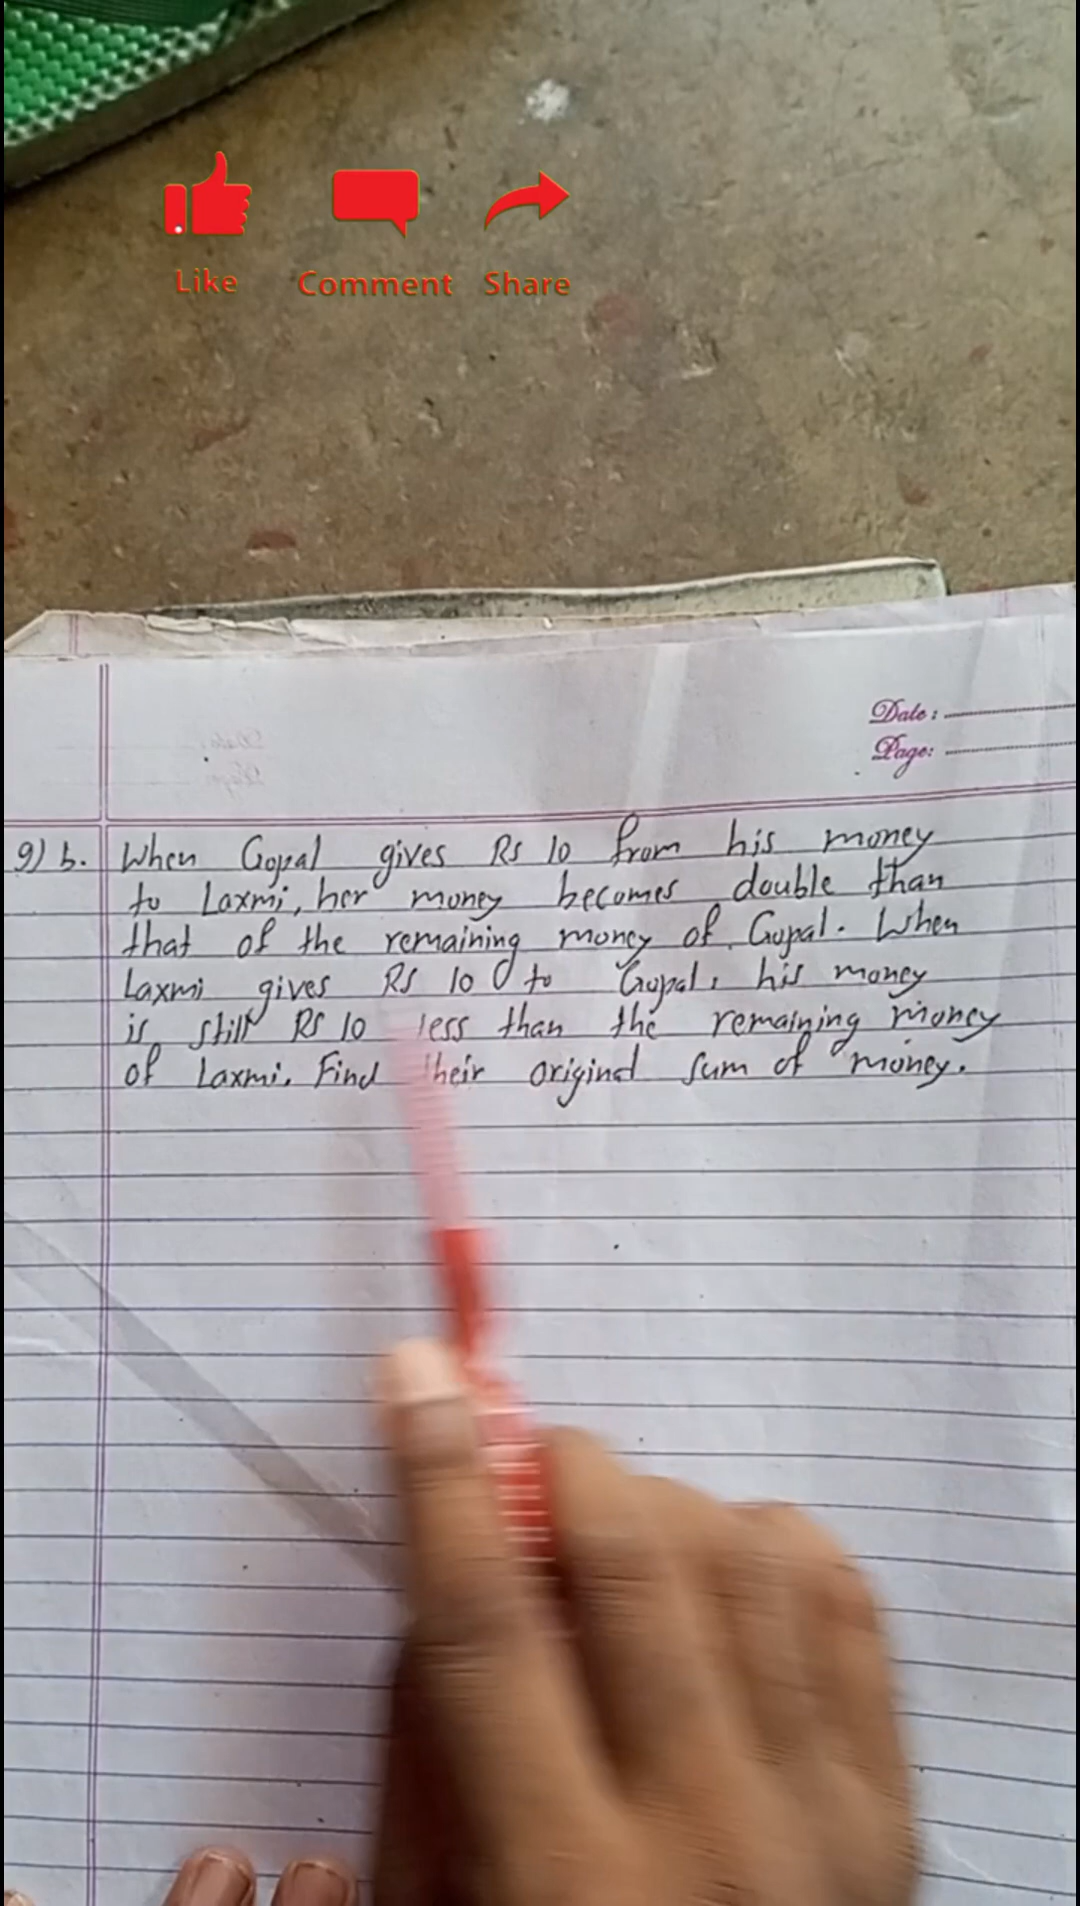 Like Comment Share
Date:
Page:
9) b. When Gopal gives Rs 10 from his money
to Laxmi, her money becomes double than
that of the remaining money of Gopal. When
Laxmi gives Rs 10 to Gopal, his money
is still Rs 10 less than the remaining money
of Laxmi. Find their original sum of money.